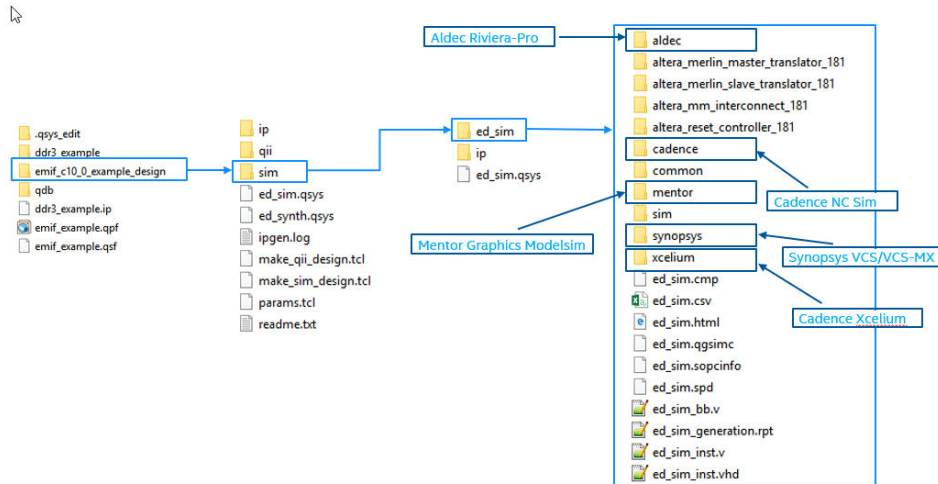 .qsys_edit
ddr3_example
emif_c10_0_example_design
qdb
ddr3_example.ip
emif_example.qpf
emif_example.qsf
ip
qii
sim
ed_sim.qsys
ed_synth.qsys
ipgen.log
make_qii_design.tcl
make_sim_design.tcl
params.tcl
readme.txt
ed_sim
ip
ed_sim.qsys
Aldec Riviera-Pro
Mentor Graphics Modelsim
aldec
altera_merlin_master_translator_181
altera_merlin_slave_translator_181
altera_mm_interconnect_181
altera_reset_controller_181
cadence
common
mentor
sim
synopsys
xcelium
ed_sim.cmp
ed_sim.csv
ed_sim.html
ed_sim.qgsimc
ed_sim.sopcinfo
ed_sim.spd
ed_sim_bb.v
ed_sim_generation.rpt
ed_sim_inst.v
ed_sim_inst.vhd
Cadence NC Sim
Synopsys VCS/VCS-MX
Cadence Xcelium